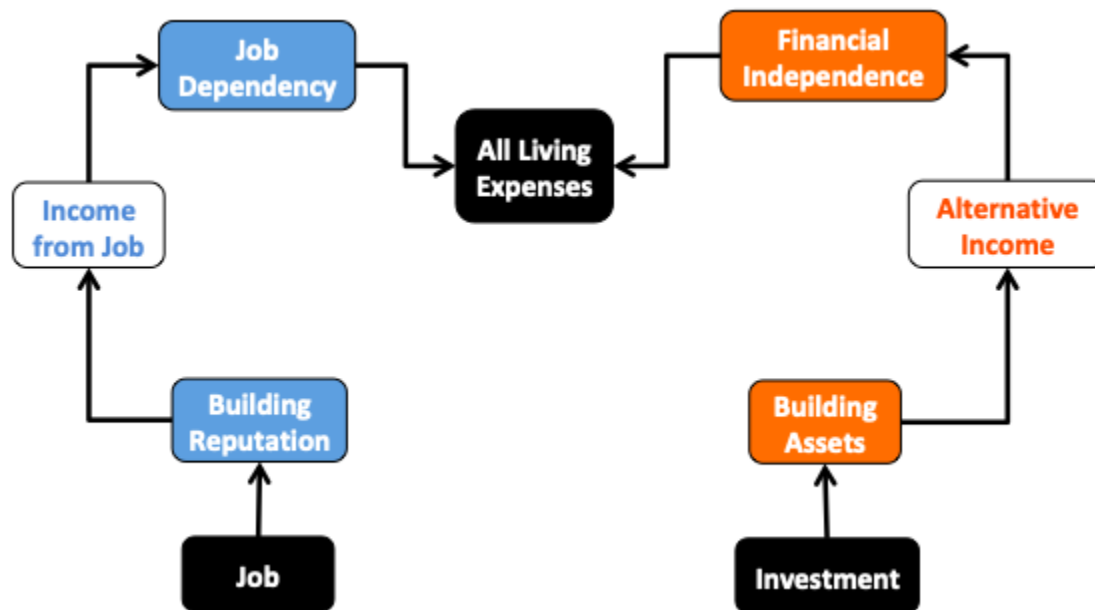 Job
Dependency
Financial
Independence
All Living
Expenses
Income
from Job
Alternative
Income
Building
Reputation
Building
Assets
Job
Investment